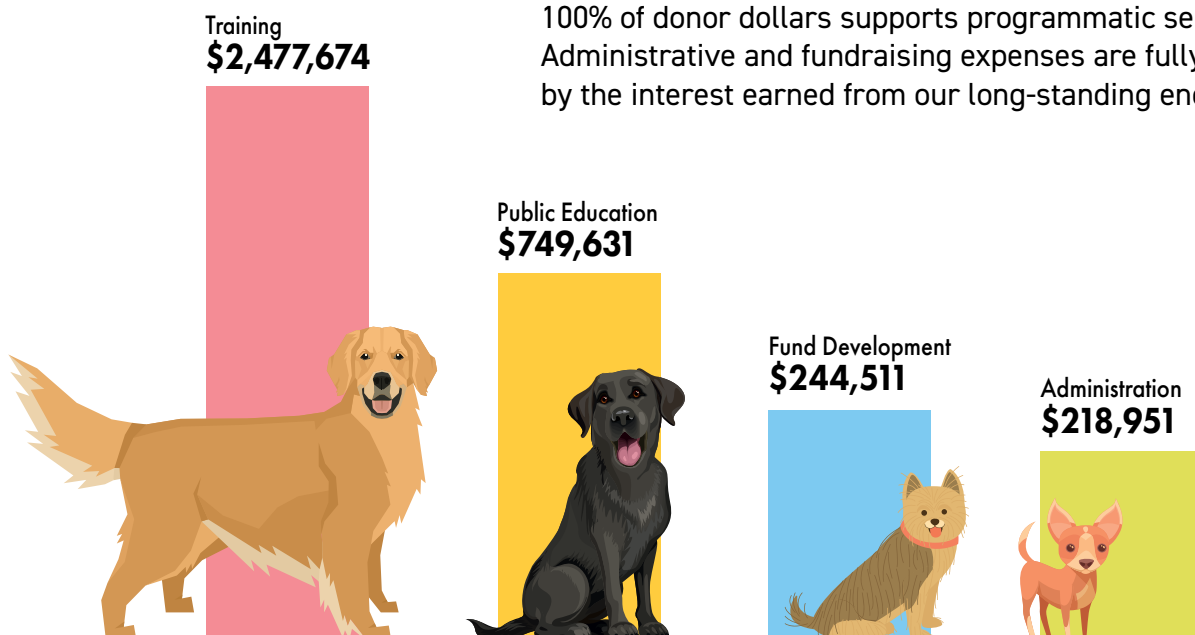 100% of donor dollars supports programmatic
Administrative and fundraising expenses are fully
by the interest earned from our long-standing
Training
$2,477,674
Public Education
$749,631
Fund Development
$244,511
Administration
$218,951